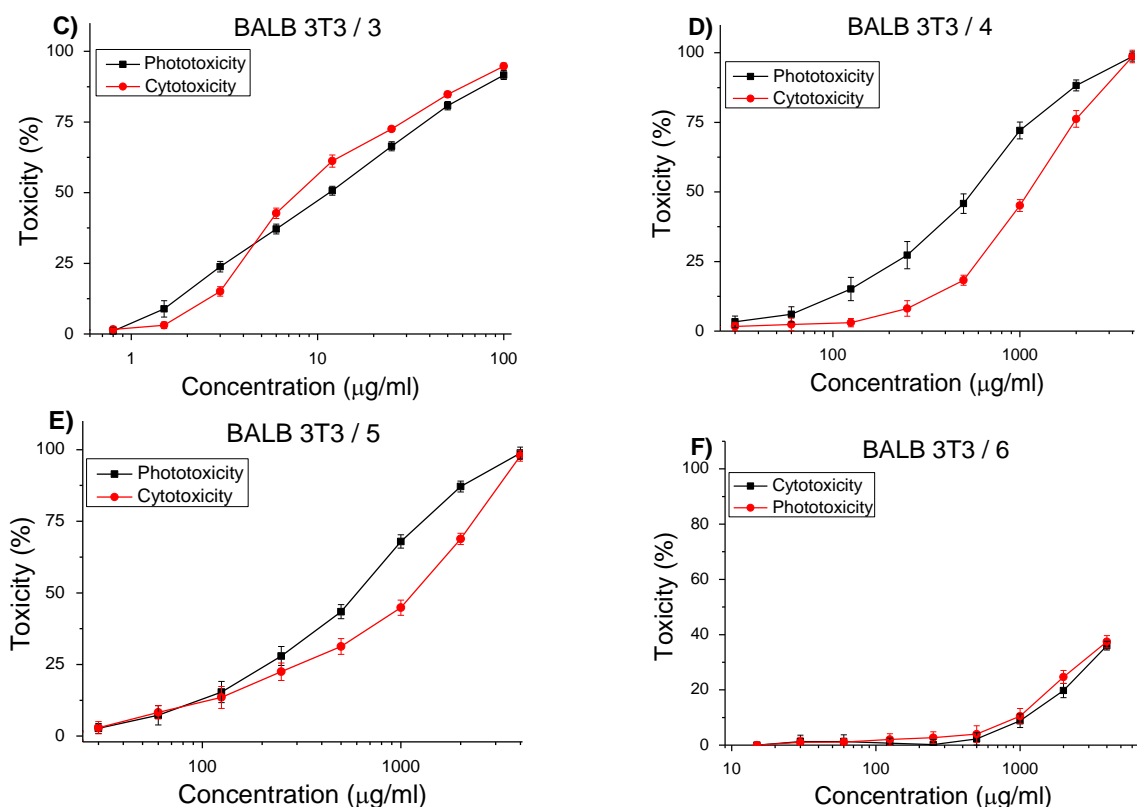 C)
BALB 3T3 / 3
Phototoxicity
Cytotoxicity
100
75
50
25
0
Toxicity (%)
1
10
100
Concentration (μg/ml)
D)
BALB 3T3 / 4
Phototoxicity
Cytotoxicity
100
75
50
25
0
Toxicity (%)
100
1000
Concentration (μg/ml)
E)
BALB 3T3 / 5
Phototoxicity
Cytotoxicity
100
75
50
25
0
Toxicity (%)
100
1000
Concentration (μg/ml)
F)
BALB 3T3 / 6
Cytotoxicity
Phototoxicity
100
80
60
40
20
0
Toxicity (%)
10
100
1000
Concentration (μg/ml)